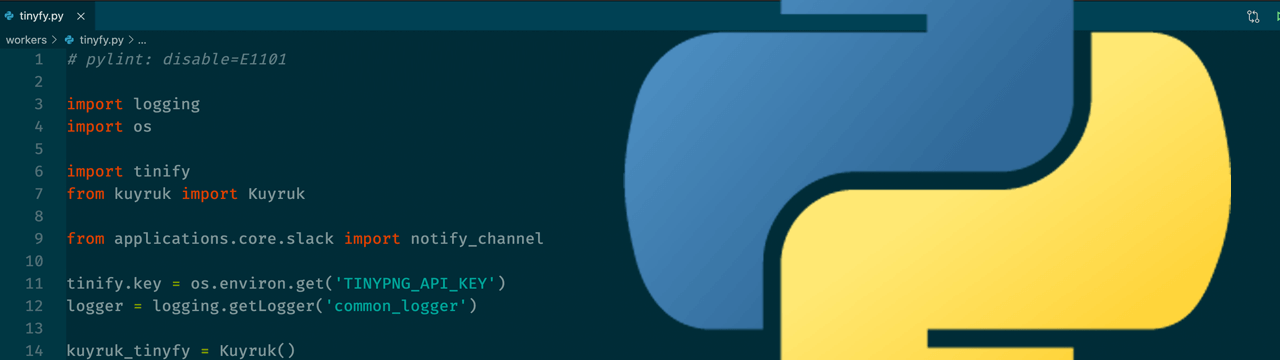 tinyfy.py ×
workers > tinyfy.py > ...
1 # pylint: disable=E1101
2
3 import logging
4 import os
5
6 import tinify
7 from kuyruk import Kuyruk
8
9 from applications.core.slack import notify_channel
10
11 tinify.key = os.environ.get('TINYPNG_API_KEY')
12 logger = logging.getLogger('common_logger')
13
14 kuyruk_tinyfy = Kuyruk()